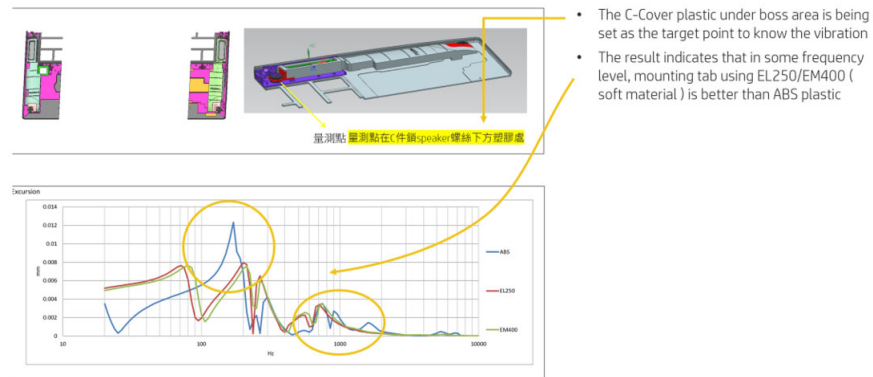 • The C-Cover plastic under boss area is being
set as the target point to know the vibration
• The result indicates that in some frequency
level, mounting tab using EL250/EM400 (
soft material ) is better than ABS plastic
量測點 量測點在C件鎖speaker螺絲下方塑膠處
Excursion
0.014
0.012
0.01
0.008
0.006
0.004
0.002
0
mm
10
100
1000
10000
Hz
ABS
EL250
EM400